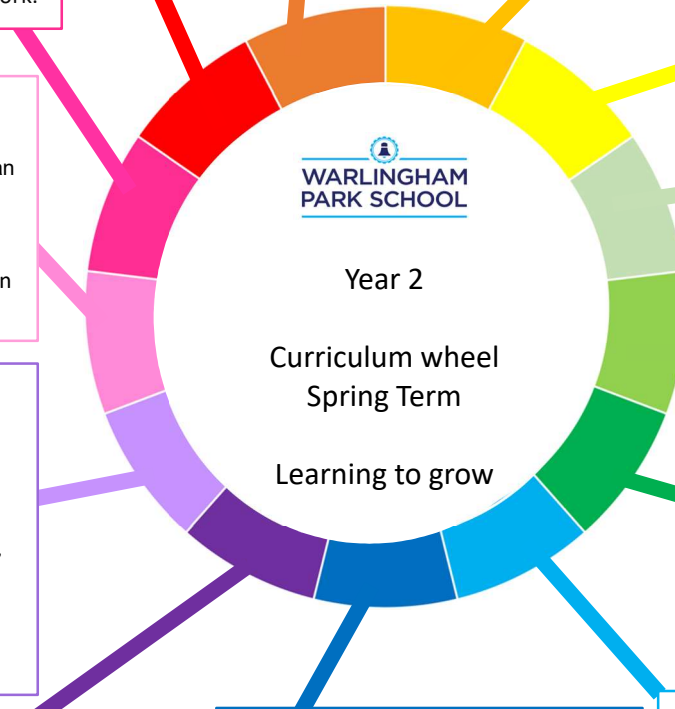 WARLINGHAM
PARK SCHOOL
Year 2
Curriculum wheel
Spring Term
Learning to grow